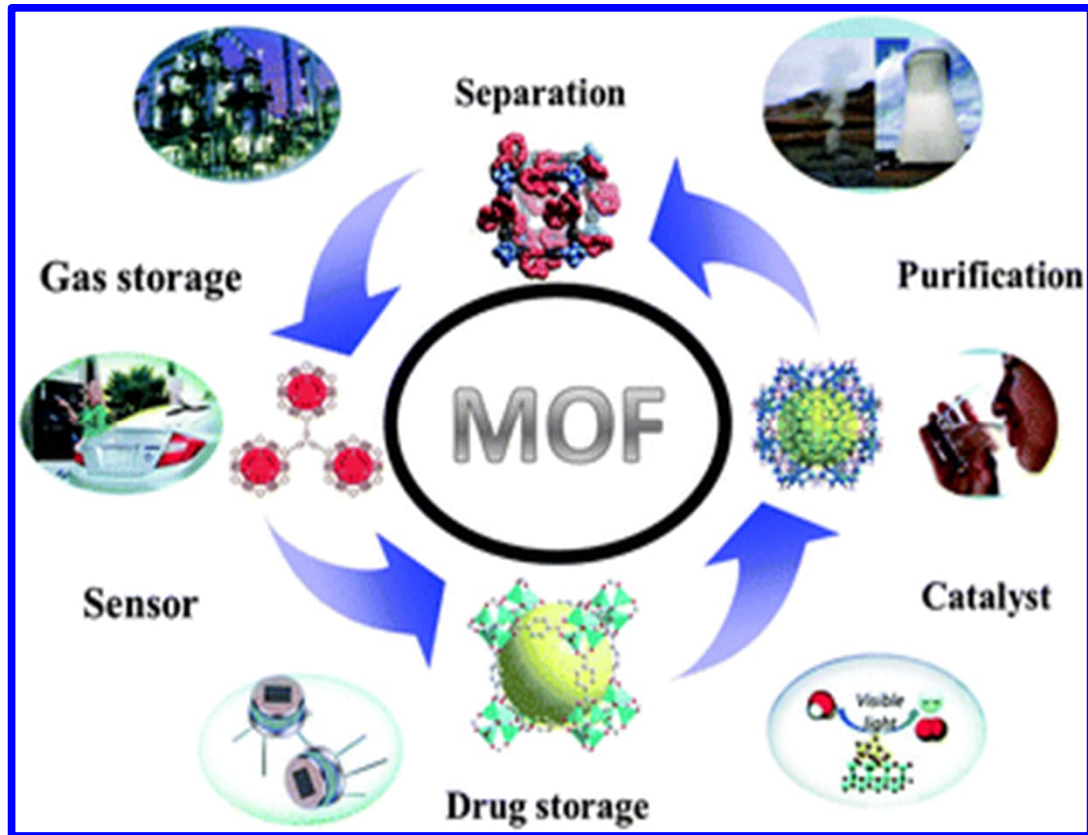 Separation
Gas storage
Purification
MOF
Sensor
Catalyst
Visible
light
Drug storage